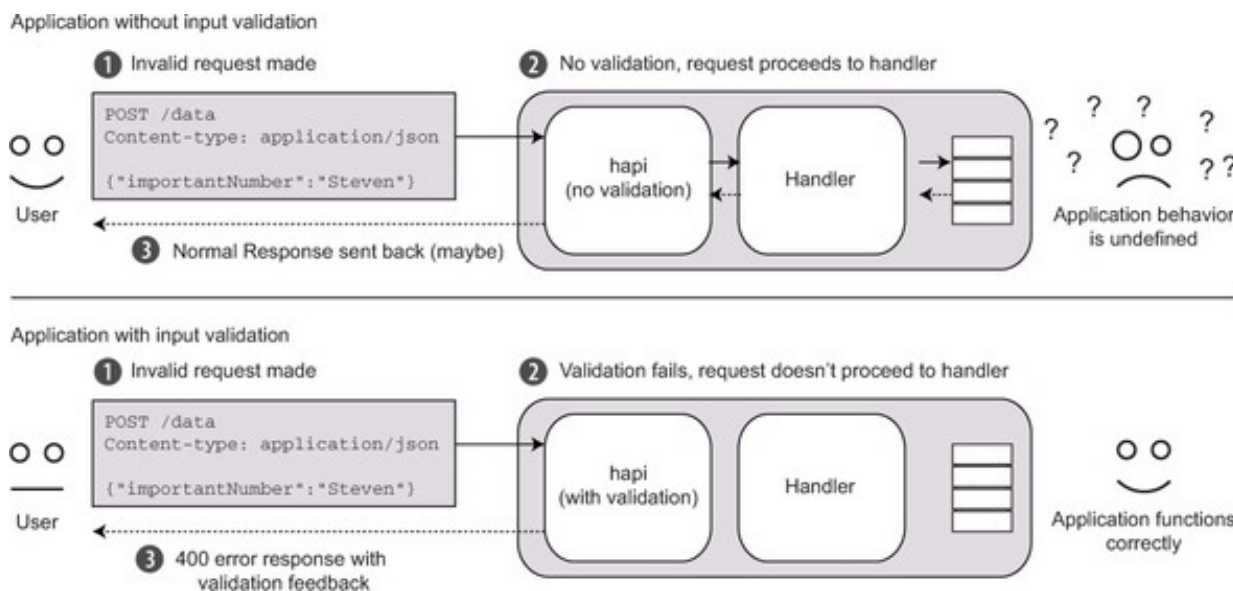 Application without input validation
1 Invalid request made
2 No validation, request proceeds to handler
POST /data
Content-type: application/json
{"importantNumber":"Steven"}
User
hapi
(no validation)
Handler
? ? ? ? ? ? ?
Application behavior
is undefined
3 Normal Response sent back (maybe)
Application with input validation
1 Invalid request made
2 Validation fails, request doesn't proceed to handler
POST /data
Content-type: application/json
{"importantNumber":"Steven"}
User
hapi
(with validation)
Handler
Application functions
correctly
3 400 error response with
validation feedback